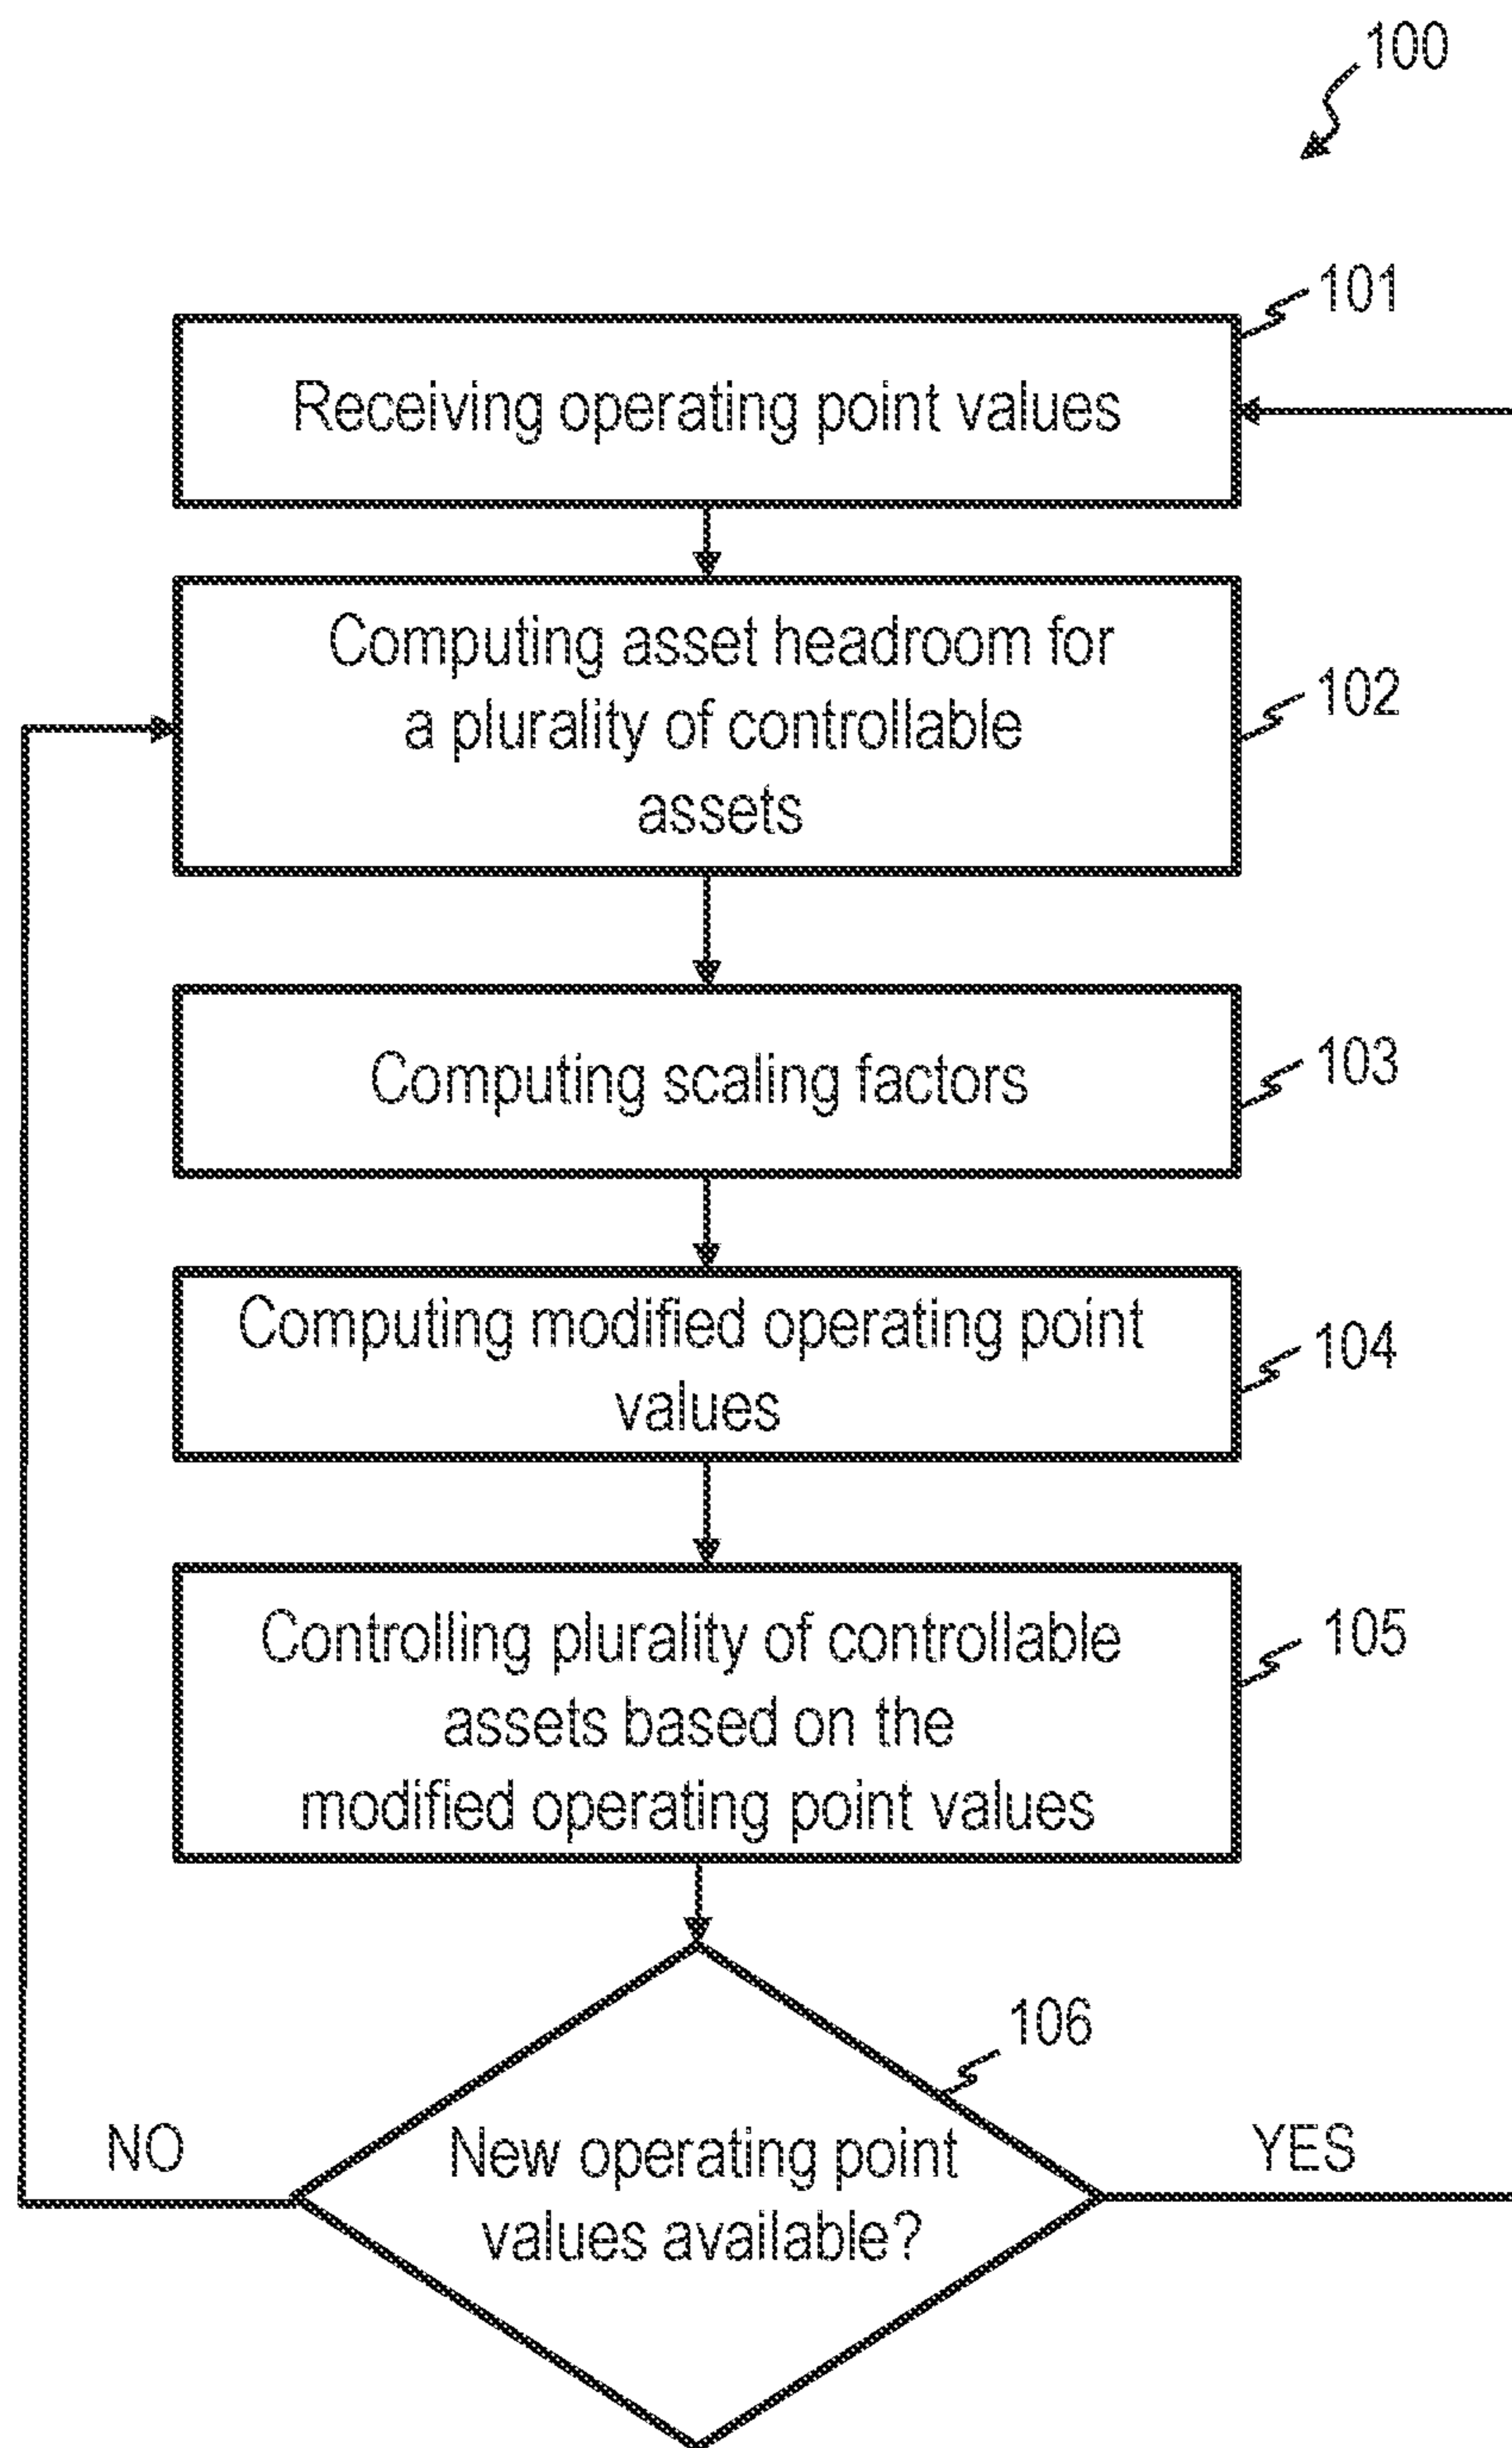 100
101
Receiving operating point values
Computing asset headroom for
a plurality of controllable
assets
102
Computing scaling factors
103
Computing modified operating point
values
104
Controlling plurality of controllable
assets based on the
modified operating point values
105
106
New operating point
values available?
NO
YES